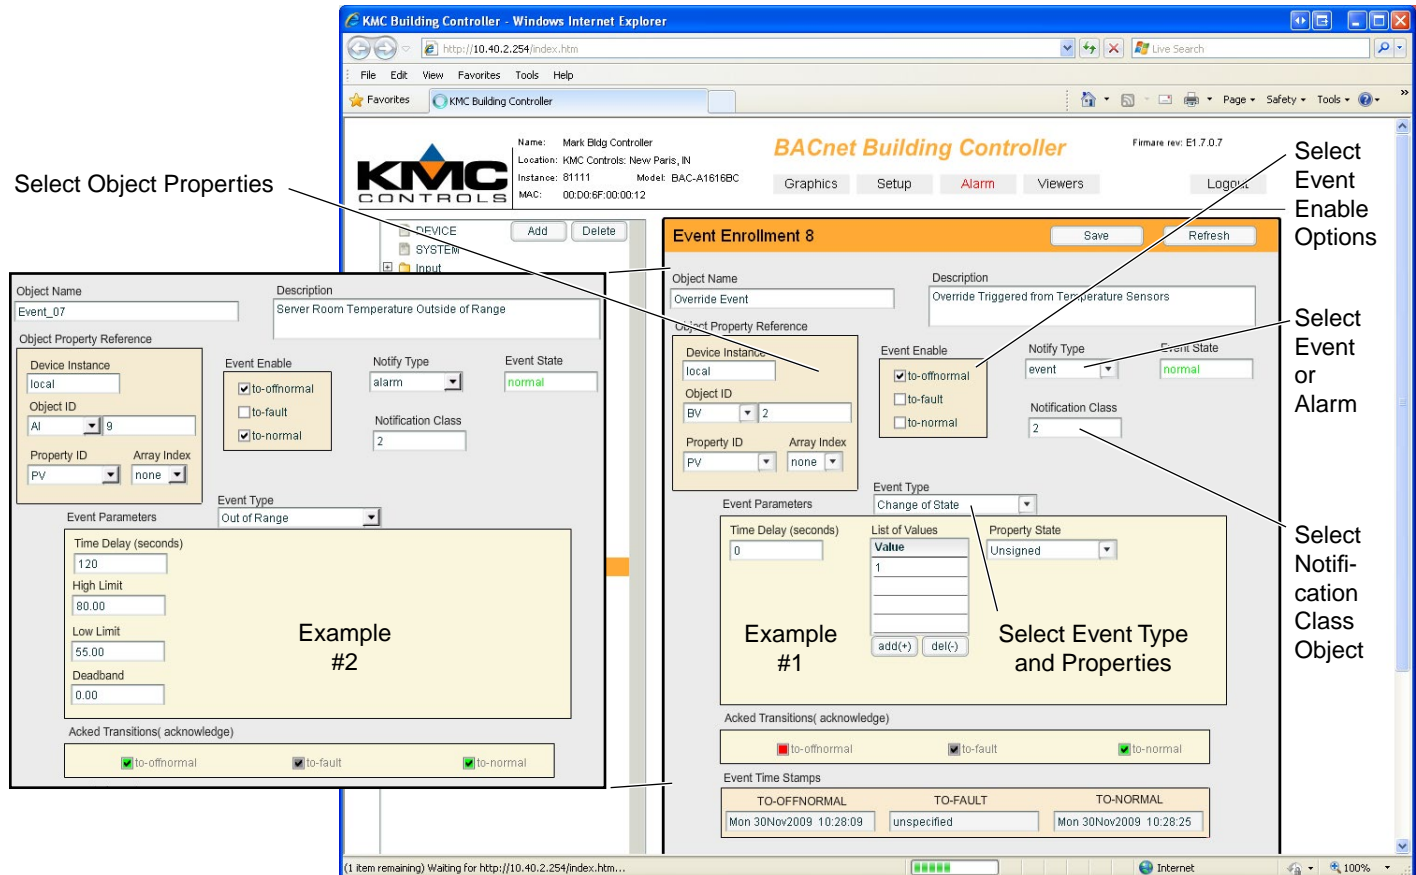 KMC Building Controller - Windows Internet Explorer
http://10.40.2.254/index.htm
Live Search
File Edit View Favorites Tools Help
Favorites
KMC Building Controller
Page Safety Tools
KMC
CONTROLS
Name: Mark Bldg Controller
Location: KMC Controls: New Paris, IN
Instance: 81111 Model: BAC-A1616BC
MAC: 00:D0:6F:00:00:12
BACnet Building Controller
Firmare rev: E1.7.0.7
Graphics Setup Alarm Viewers Logout
Select Object Properties
Select
Event
Enable
Options
DEVICE
SYSTEM
Input
Add Delete
Event Enrollment 8
Save Refresh
Object Name
Event_07
Description
Server Room Temperature Outside of Range
Object Property Reference
Device Instance
local
Object ID
AI 9
Property ID Array Index
PV none
Event Enable
to-offnormal
to-fault
to-normal
Notify Type
alarm
Event State
normal
Notification Class
2
Event Type
Out of Range
Event Parameters
Time Delay (seconds)
120
High Limit
80.00
Low Limit
55.00
Deadband
0.00
Example
#2
Acked Transitions( acknowledge)
to-offnormal to-fault to-normal
Object Name
Override Event
Description
Override Triggered from Temperature Sensors
Object Property Reference
Device Instance
local
Object ID
BV 2
Property ID Array Index
PV none
Event Enable
to-offnormal
to-fault
to-normal
Notify Type
event
Event State
normal
Notification Class
2
Event Type
Change of State
Event Parameters
Time Delay (seconds)
0
List of Values
Value
1
add(+) del(-)
Property State
Unsigned
Example
#1
Select Event Type
and Properties
Acked Transitions( acknowledge)
to-offnormal to-fault to-normal
Event Time Stamps
TO-OFFNORMAL TO-FAULT TO-NORMAL
Mon 30Nov2009 10:28:09 unspecified Mon 30Nov2009 10:28:25
Select
Event
or
Alarm
Select
Notifi-
cation
Class
Object
(1 item remaining) Waiting for http://10.40.2.254/index.htm...
Internet
100%